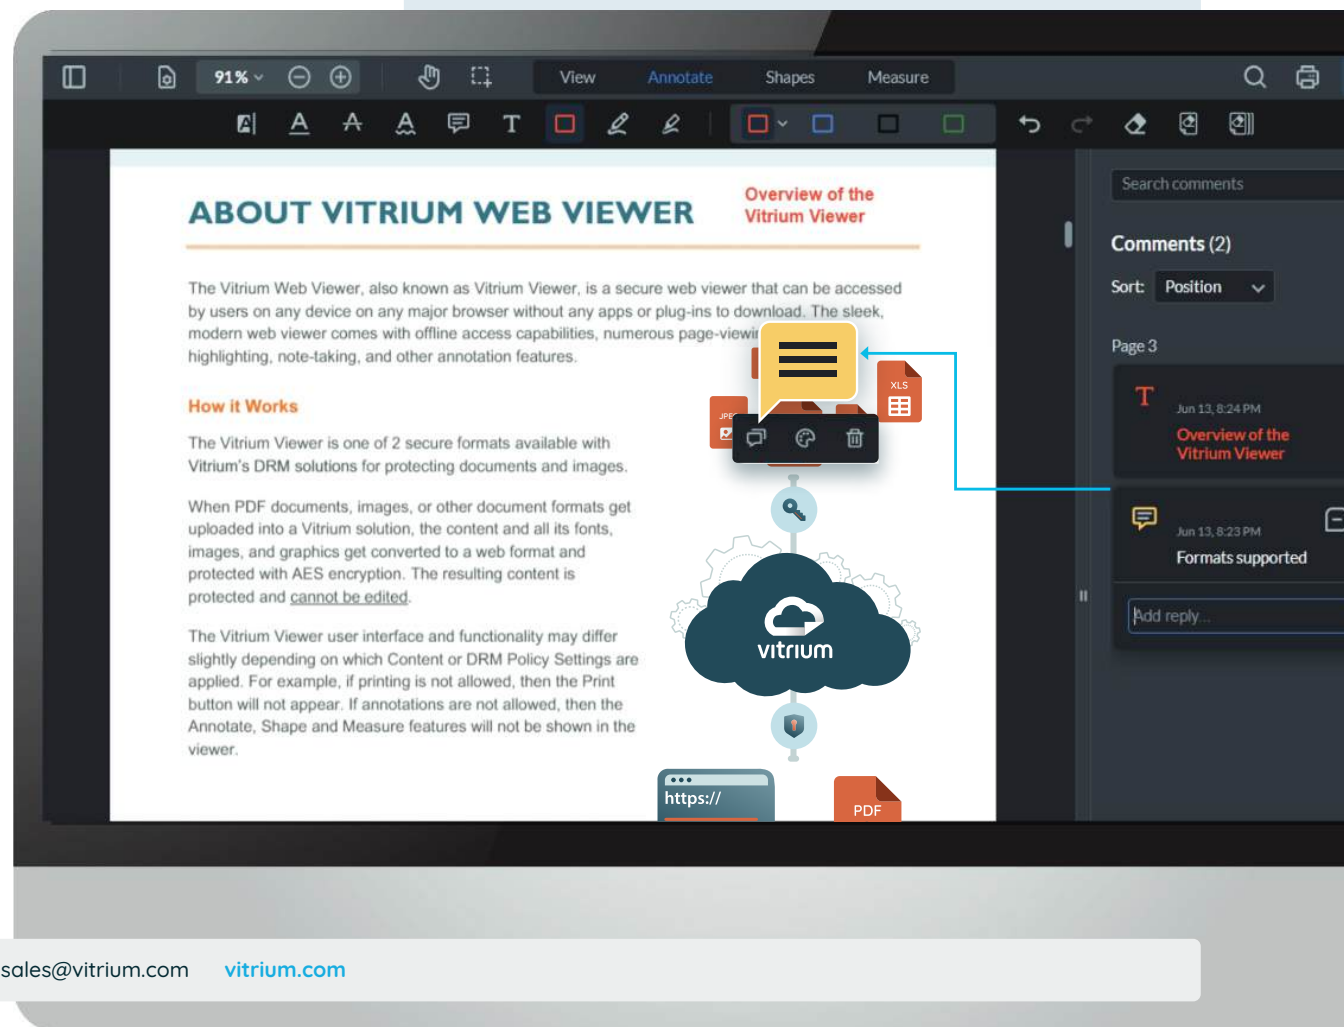 91%
View
Annotate
Shapes
Measure
A
A
A
A
T
ABOUT VITRIUM WEB VIEWER
Overview of the
Vitrium Viewer
The Vitrium Web Viewer, also known as Vitrium Viewer, is a secure web viewer that can be accessed
by users on any device on any major browser without any apps or plug-ins to download. The sleek,
modern web viewer comes with offline access capabilities, numerous page-viewi
highlighting, note-taking, and other annotation features.
How it Works
The Vitrium Viewer is one of 2 secure formats available with
Vitrium's DRM solutions for protecting documents and images.
When PDF documents, images, or other document formats get
uploaded into a Vitrium solution, the content and all its fonts,
images, and graphics get converted to a web format and
protected with AES encryption. The resulting content is
protected and cannot be edited.
The Vitrium Viewer user interface and functionality may differ
slightly depending on which Content or DRM Policy Settings are
applied. For example, if printing is not allowed, then the Print
button will not appear. If annotations are not allowed, then the
Annotate, Shape and Measure features will not be shown in the
viewer.
XLS
JPE
vitrium
https://
PDF
Search comments
Comments (2)
Sort: Position
Page 3
T
Jun 13, 8:24 PM
Overview of the
Vitrium Viewer
Jun 13, 8:23 PM
Formats supported
Add reply...
sales@vitrium.com vitrium.com